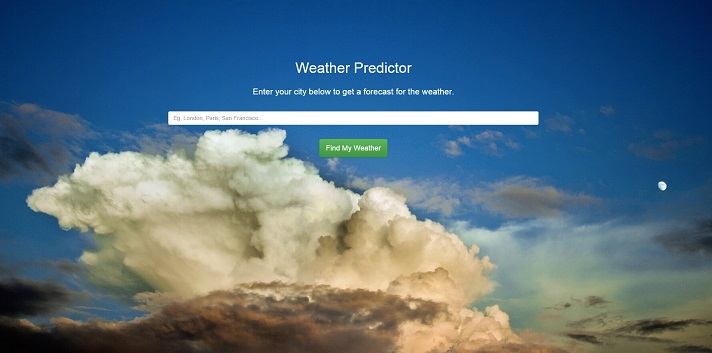 Weather Predictor
Enter your city below to get a forecast for the weather.
Eg. London, Paris, San Francisco...
Find My Weather